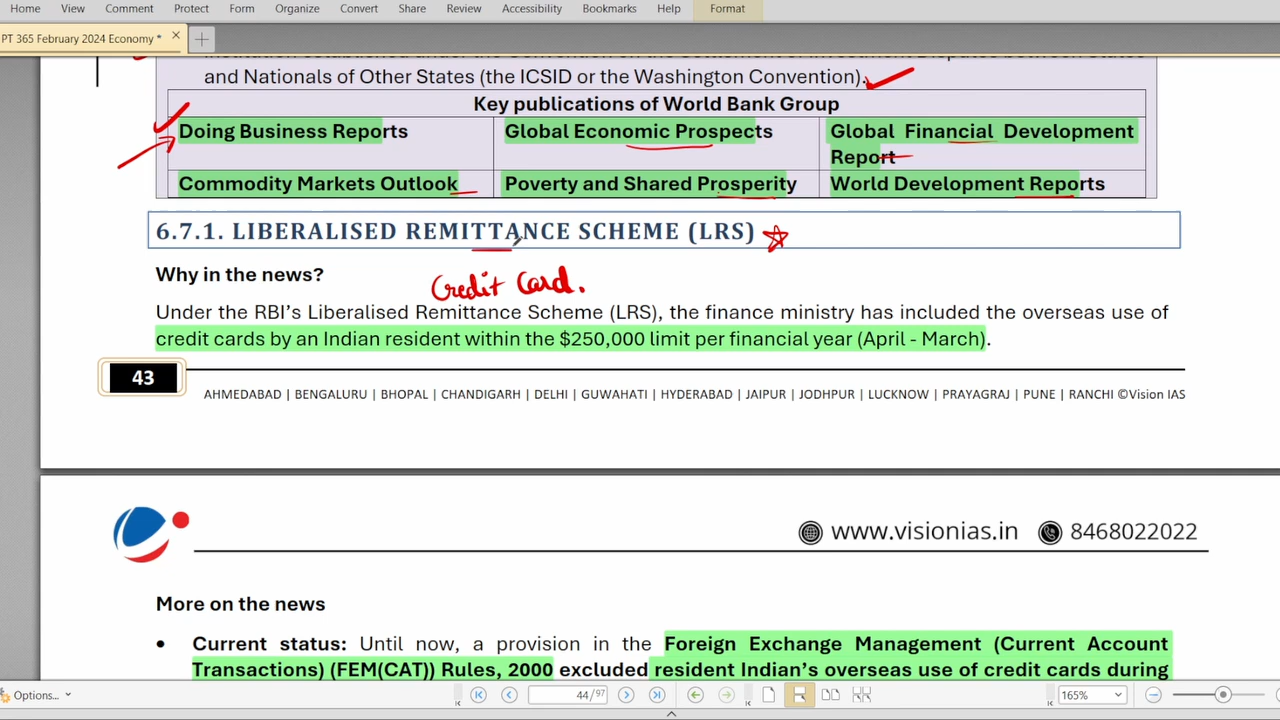 Home View Comment Protect Form Organize Convert Share Review Accessibility Bookmarks Help Format
PT 365 February 2024 Economy *
and Nationals of Other States (the ICSID or the Washington Convention).
Key publications of World Bank Group
Doing Business Reports Global Economic Prospects Global Financial Development Report
Commodity Markets Outlook Poverty and Shared Prosperity World Development Reports
6.7.1. LIBERALISED REMITTANCE SCHEME (LRS)
Why in the news?
Credit Card.
Under the RBI's Liberalised Remittance Scheme (LRS), the finance ministry has included the overseas use of
credit cards by an Indian resident within the $250,000 limit per financial year (April - March).
43
AHMEDABAD | BENGALURU | BHOPAL | CHANDIGARH | DELHI | GUWAHATI | HYDERABAD | JAIPUR | JODHPUR | LUCKNOW | PRAYAGRAJ | PUNE | RANCHI ©Vision IAS
www.visionias.in 8468022022
More on the news
• Current status: Until now, a provision in the Foreign Exchange Management (Current Account
Transactions) (FEM(CAT)) Rules, 2000 excluded resident Indian's overseas use of credit cards during
Options... 44/97 165%